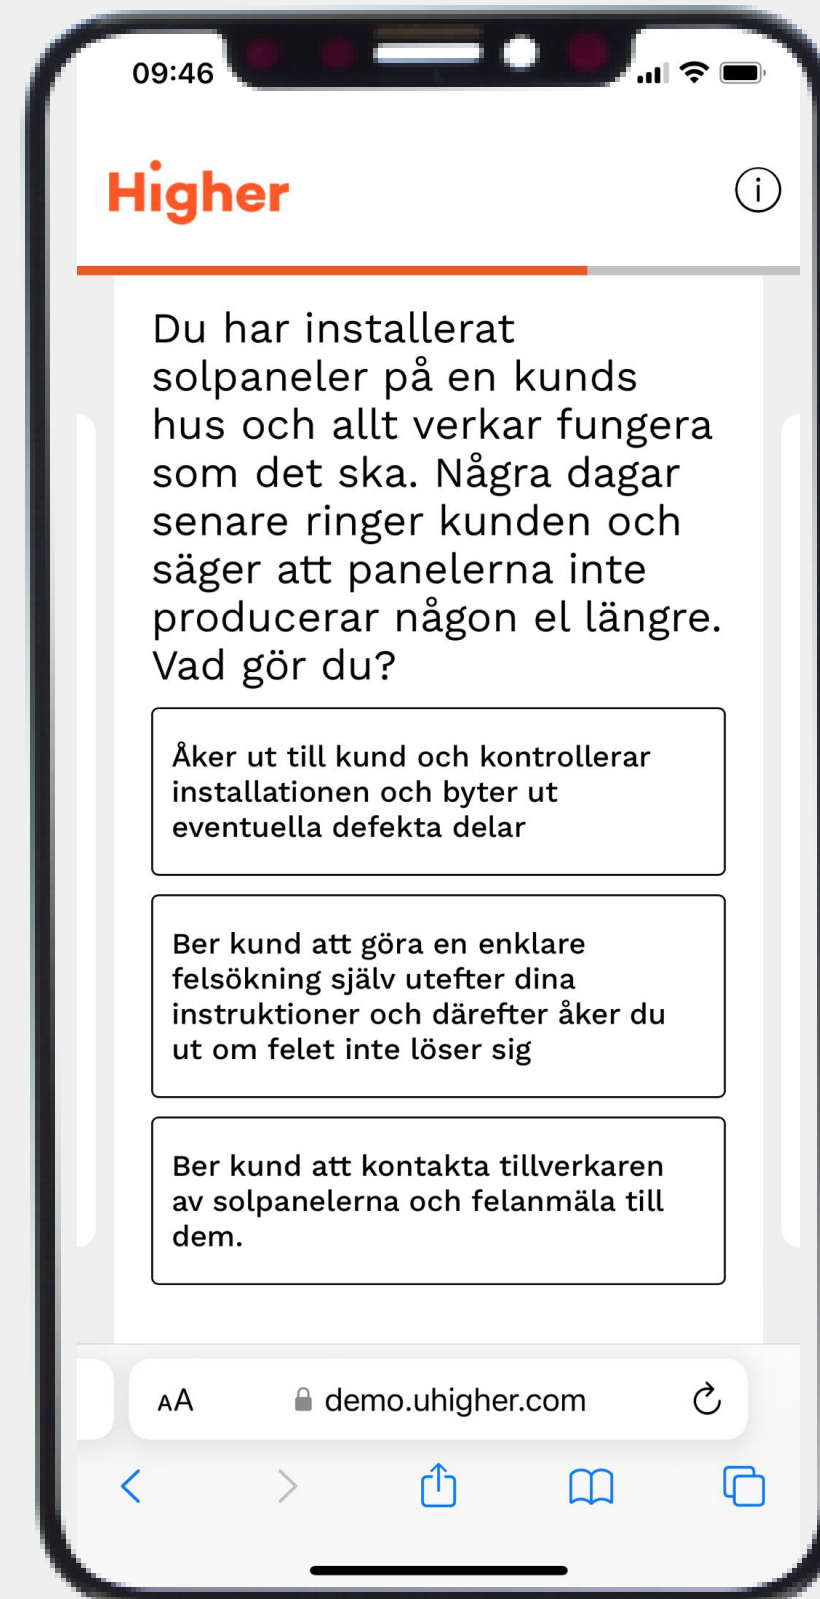 09:46
Higher
i
Du har installerat
solpaneler på en kunds
hus och allt verkar fungera
som det ska. Några dagar
senare ringer kunden och
säger att panelerna inte
producerar någon el längre.
Vad gör du?
Åker ut till kund och kontrollerar
installationen och byter ut
eventuella defekta delar
Ber kund att göra en enklare
felsökning själv utefter dina
instruktioner och därefter åker du
ut om felet inte löser sig
Ber kund att kontakta tillverkaren
av solpanelerna och felanmäla till
dem.
AA demo.uhigher.com